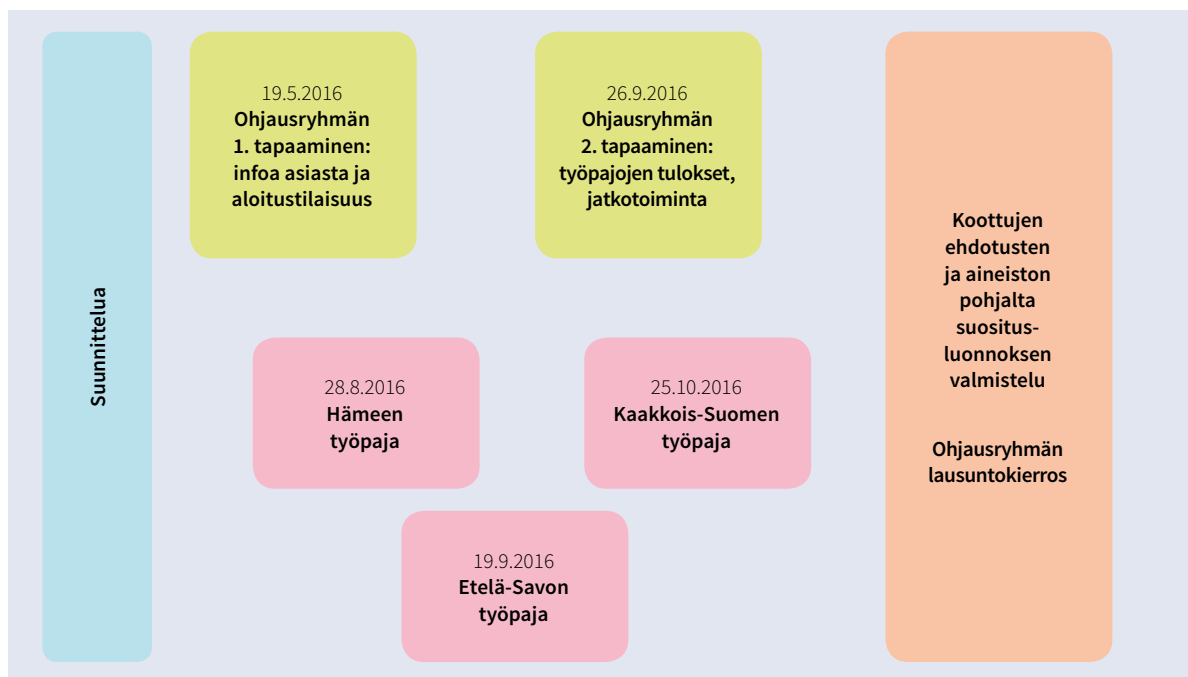 Suunnittelua
19.5.2016
Ohjausryhmän
1. tapaaminen:
infoa asiasta ja
aloitustilaisuus
26.9.2016
Ohjausryhmän
2. tapaaminen:
työpajojen tulokset,
jatkotoiminta
28.8.2016
Hämeen
työpaja
25.10.2016
Kaakkois-Suomen
työpaja
19.9.2016
Etelä-Savon
työpaja
Koottujen
ehdotusten
ja aineiston
pohjalta
suositus-
luonnoksen
valmistelu
Ohjausryhmän
lausuntokierros